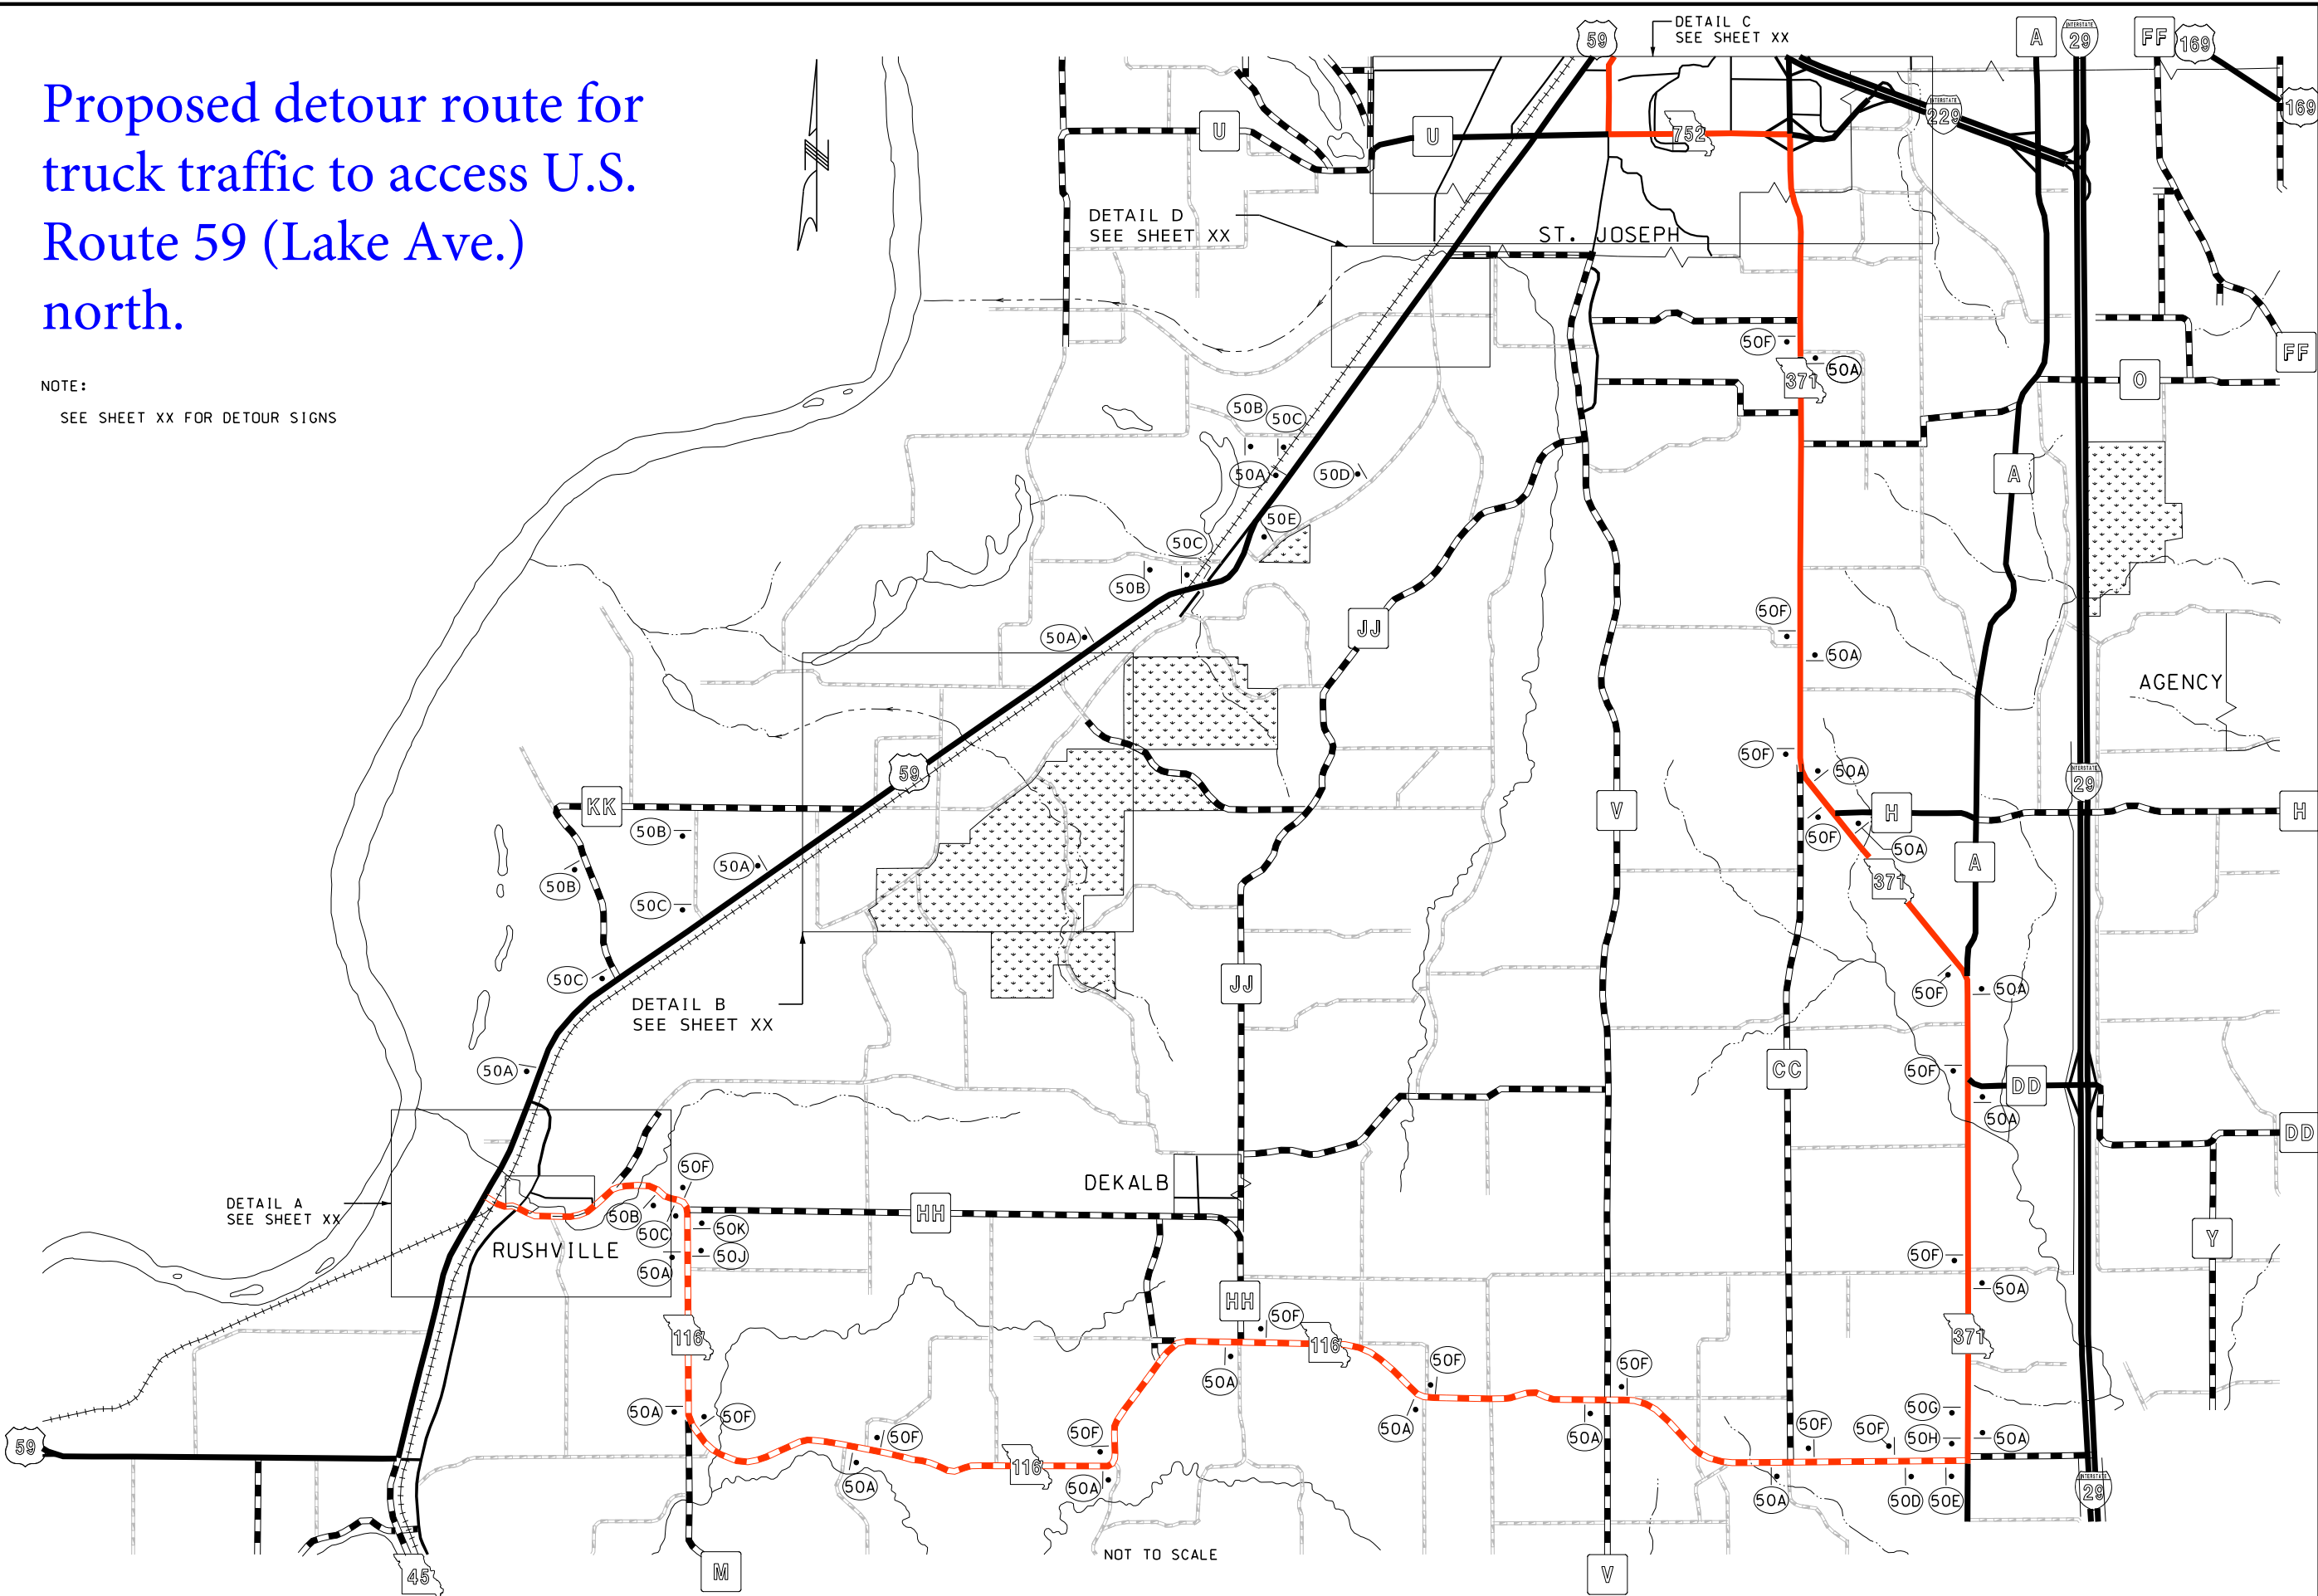 Proposed detour route for
truck traffic to access U.S.
Route 59 (Lake Ave.)
north.
NOTE:
SEE SHEET XX FOR DETOUR SIGNS
59
DETAIL C
SEE SHEET XX
A
INTERSTATE
29
FF
169
169
INTERSTATE
229
U
U
752
DETAIL D
SEE SHEET XX
ST. JOSEPH
50F
371
50A
FF
O
50B
50C
50A
50D
A
50E
50C
50B
50A
JJ
50F
50A
AGENCY
59
50F
50A
INTERSTATE
29
KK
V
H
H
50B
50F
50A
50A
A
50B
371
50C
50C
JJ
50F
50A
DETAIL B
SEE SHEET XX
50A
CC
50F
DD
50A
DD
50F
DEKALB
DETAIL A
SEE SHEET XX
50B
HH
50C
50K
RUSHVILLE
50J
50A
Y
50F
50A
HH
50F
116
116
371
50F
50F
50A
50A
50F
50A
50A
50F
50F
50F
50F
50G
50H
50A
59
116
50A
50A
50A
50D
50E
INTERSTATE
29
NOT TO SCALE
45
M
V